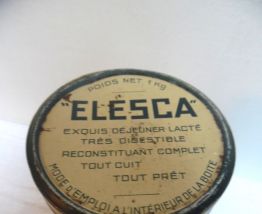 POIDS NET 1 KG
"ELESCA"
EXQUIS DÉJEUNER LACTÉ
TRÈS DIGESTIBLE
RECONSTITUANT COMPLET
TOUT CUIT
TOUT PRÊT
MODE D'EMPLOI A L'INTÉRIEUR DE LA BOITE